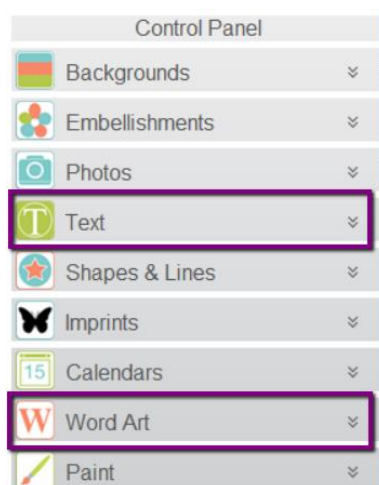 Control Panel
Backgrounds
Embellishments
Photos
T Text
Shapes & Lines
Imprints
15 Calendars
W Word Art
Paint